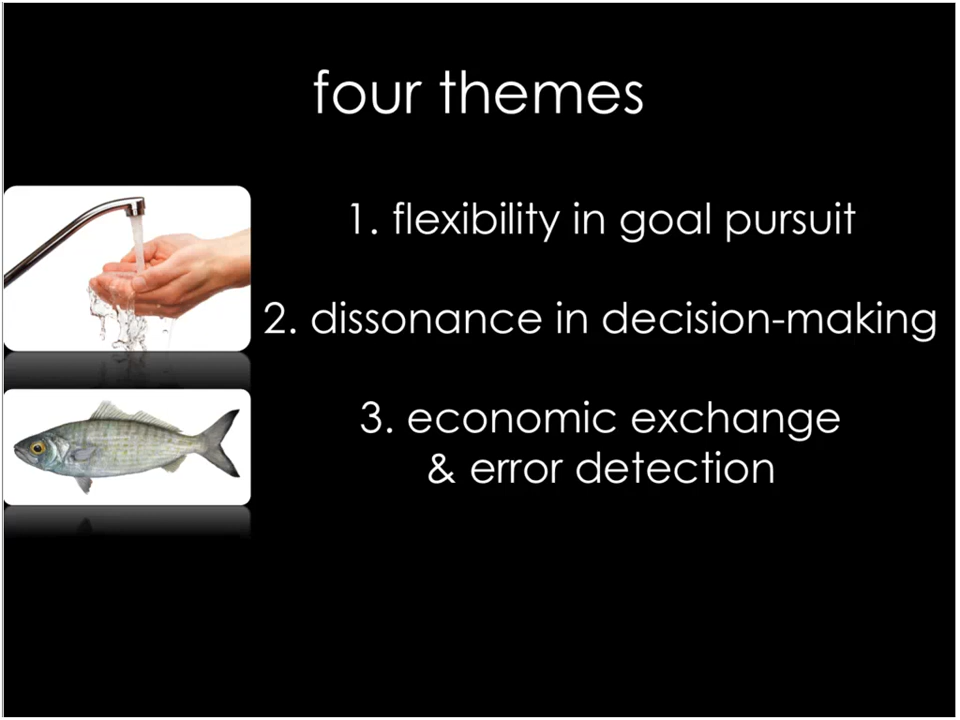 four themes
1. flexibility in goal pursuit
2. dissonance in decision-making
3. economic exchange
& error detection